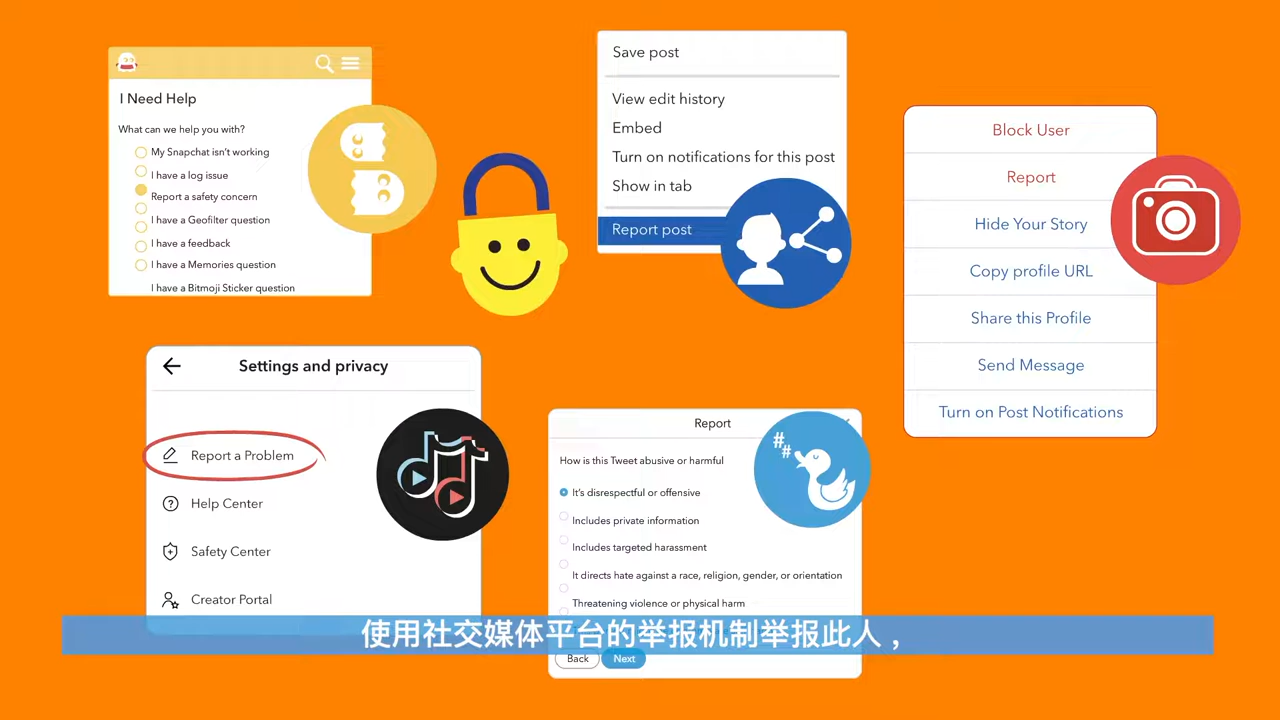 I Need Help
What can we help you with?
My Snapchat isn't working
I have a log issue
Report a safety concern
I have a Geofilter question
I have a feedback
I have a Memories question
I have a Bitmoji Sticker question
Save post
View edit history
Embed
Turn on notifications for this post
Show in tab
Report post
Block User
Report
Hide Your Story
Copy profile URL
Share this Profile
Send Message
Turn on Post Notifications
Settings and privacy
Report a Problem
Help Center
Safety Center
Creator Portal
Report
##
How is this Tweet abusive or harmful
It's disrespectful or offensive
Includes private information
Includes targeted harassment
It directs hate against a race, religion, gender, or orientation
Threatening violence or physical harm
Back
Next
使用社交媒体平台的举报机制举报此人，